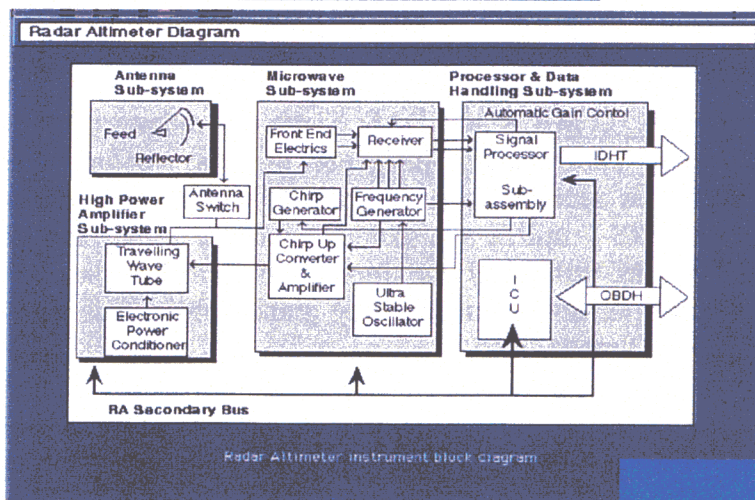 Radar Altimeter Diagram
Antenna
Sub-system
Microwave
Sub-system
Processor & Data
Handling Sub-system
Feed
Reflector
Front End
Electrics
Receiver
Automatic Gain Contol
Signal
Processor
Sub-
assembly
IDHT
Antenna
Switch
Chirp
Generator
Frequency
Generator
High Power
Amplifier
Sub-system
Travelling
Wave
Tube
Chirp Up
Converter
&
Amplifier
Ultra
Stable
Oscillator
I
C
U
OBDH
Electronic
Power
Conditioner
RA Secondary Bus
Radar Altimeter instrument block diagram